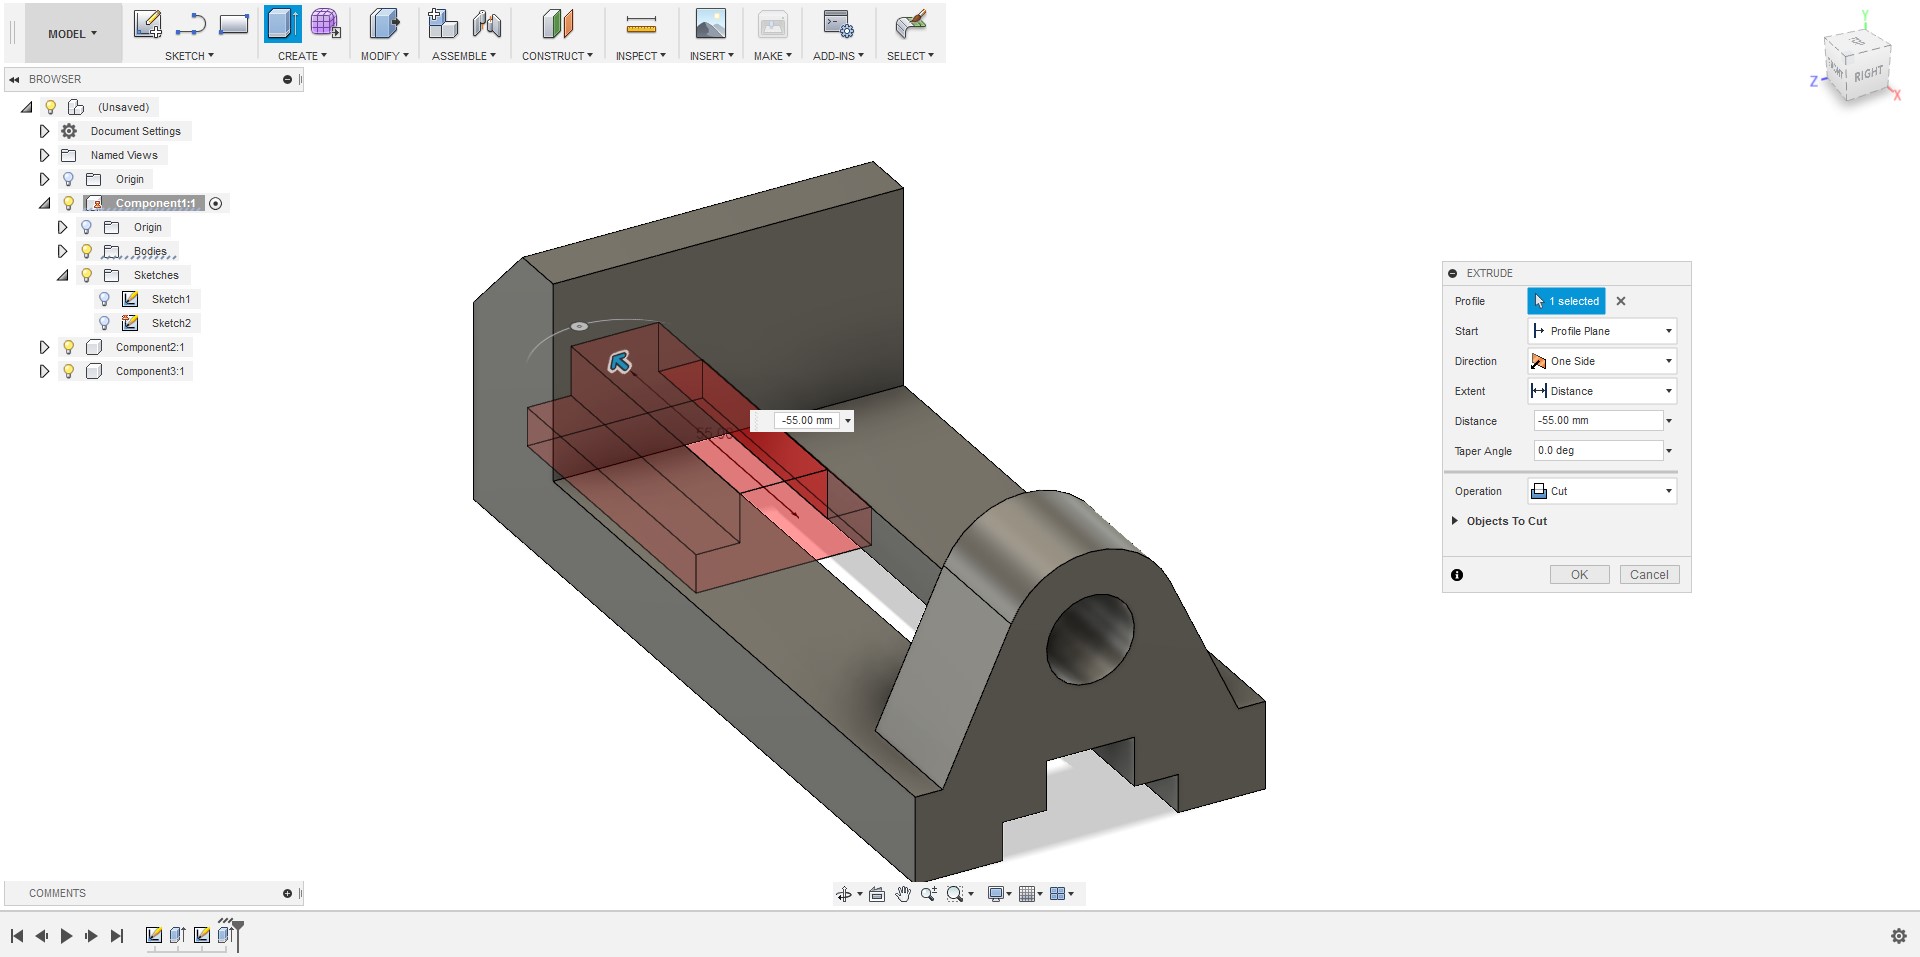 MODEL
SKETCH
CREATE
MODIFY
ASSEMBLE
CONSTRUCT
INSPECT
INSERT
MAKE
ADD-INS
SELECT
Y
Z
X
RIGHT
BROWSER
(Unsaved)
Document Settings
Named Views
Origin
Component1:1
Origin
Bodies
Sketches
Sketch1
Sketch2
Component2:1
Component3:1
55.00
-55.00 mm
EXTRUDE
Profile 1 selected
Start Profile Plane
Direction One Side
Extent Distance
Distance -55.00 mm
Taper Angle 0.0 deg
Operation Cut
Objects To Cut
OK Cancel
COMMENTS